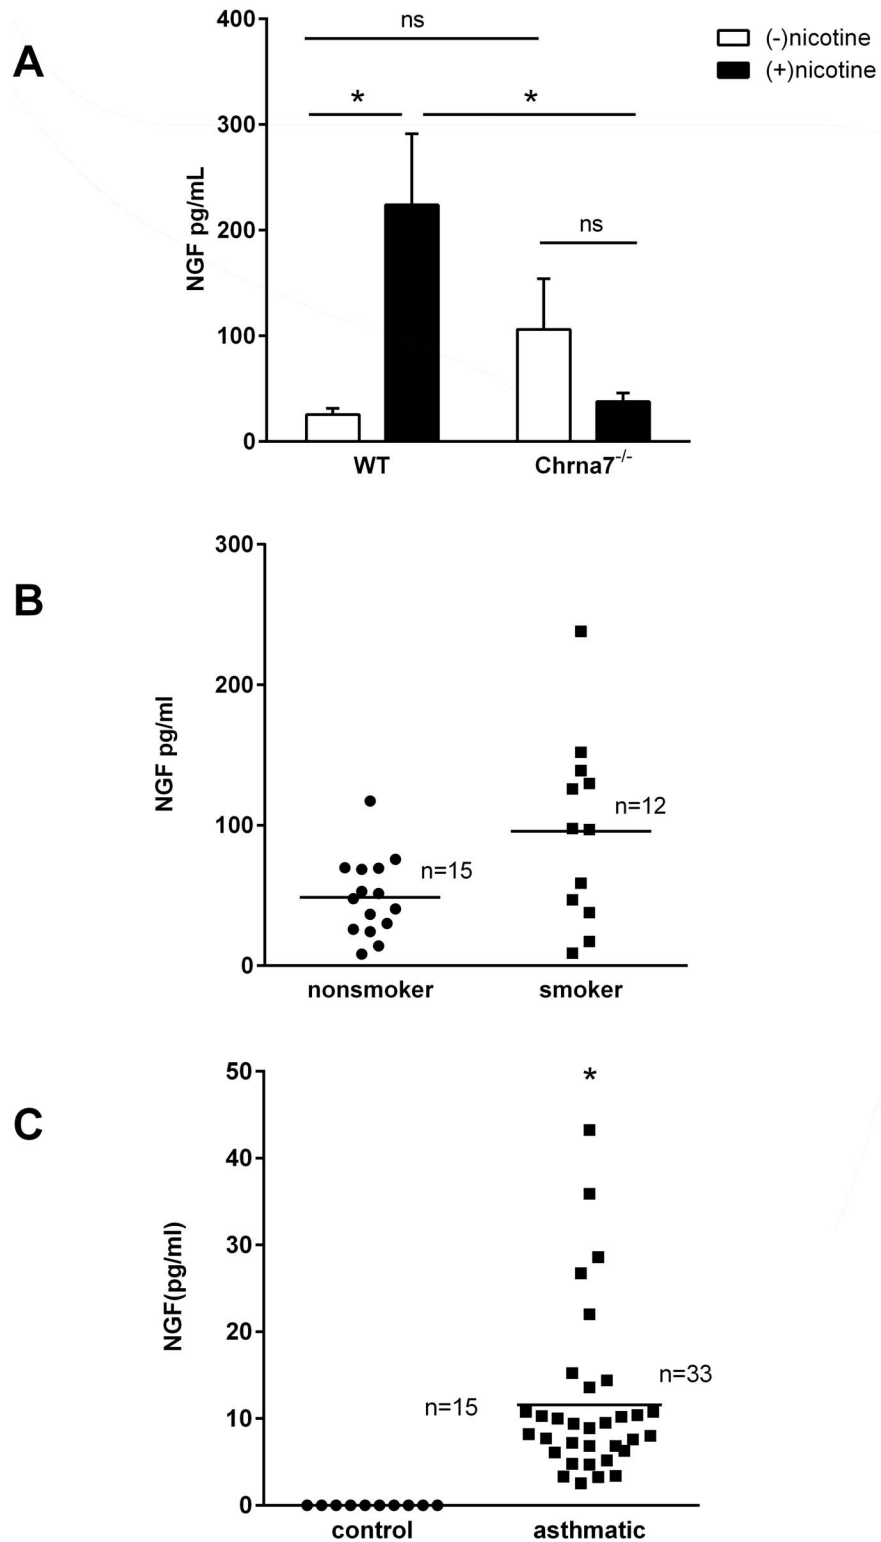 A
400
ns
(-)nicotine
(+)nicotine
* *
300
NGF pg/mL
200
ns
100
0
WT Chrna7-/-
B
300
NGF pg/ml
200
n=12
100
n=15
0
nonsmoker smoker
C
50
*
40
NGF(pg/ml)
30
20
n=33
n=15
10
0
control asthmatic